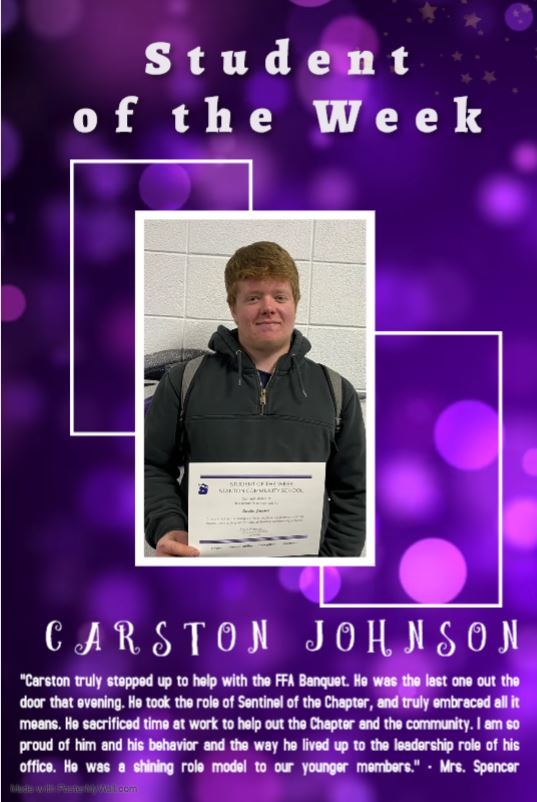 Student
of the Week
STUDENT OF THE WEEK
STANTON COMMUNITY SCHOOL
CARSTON JOHNSON
"Carston truly stepped up to help with the FFA Banquet. He was the last one out the
door that evening. He took the role of Sentinel of the Chapter, and truly embraced all it
means. He sacrificed time at work to help out the Chapter and the community. I am so
proud of him and his behavior and the way he lived up to the leadership role of his
office. He was a shining role model to our younger members." - Mrs. Spencer
Made with PosterMyWall.com